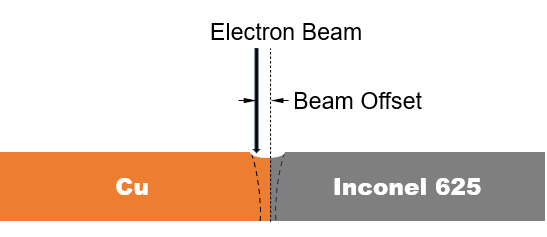 Electron Beam
Beam Offset
Cu
Inconel 625